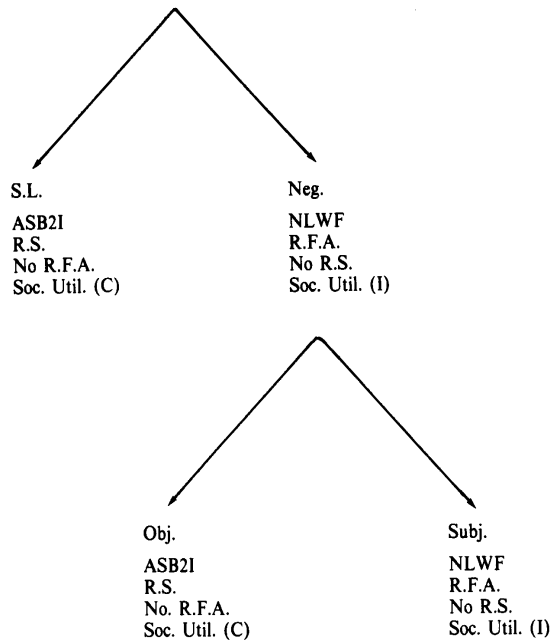 S.L.
ASB2I
R.S.
No R.F.A.
Soc. Util. (C)
Neg.
NLWF
R.F.A.
No R.S.
Soc. Util. (I)
Obj.
ASB2I
R.S.
No. R.F.A.
Soc. Util. (C)
Subj.
NLWF
R.F.A.
No R.S.
Soc. Util. (I)